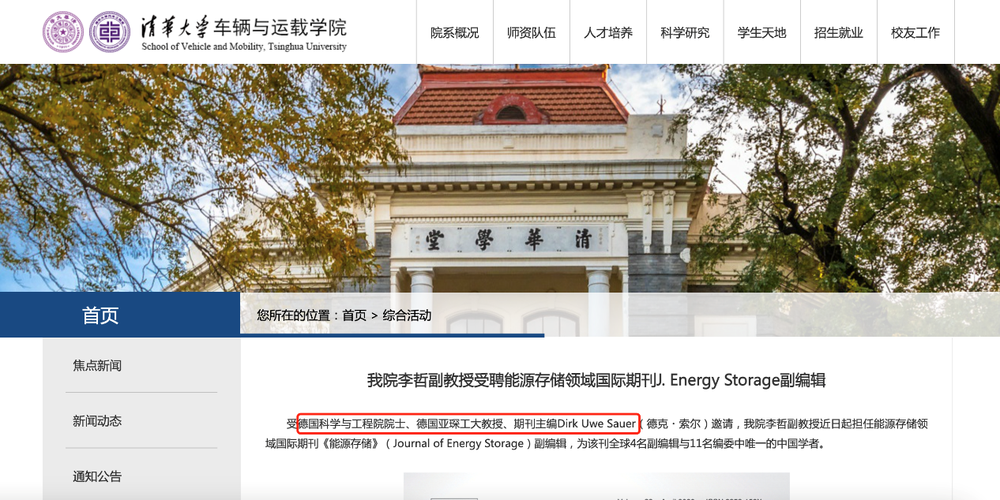 清华大学车辆与运载学院
School of Vehicle and Mobility, Tsinghua University
院系概况 师资队伍 人才培养 科学研究 学生天地 招生就业 校友工作
堂學華清
首页
您所在的位置：首页 > 综合活动
焦点新闻
新闻动态
通知公告
我院李哲副教授受聘能源存储领域国际期刊J. Energy Storage副编辑
受德国科学与工程院院士、德国亚琛工大教授、期刊主编Dirk Uwe Sauer（德克·索尔）邀请，我院李哲副教授近日起担任能源存储领
域国际期刊《能源存储》（Journal of Energy Storage）副编辑，为该刊全球4名副编辑与11名编委中唯一的中国学者。